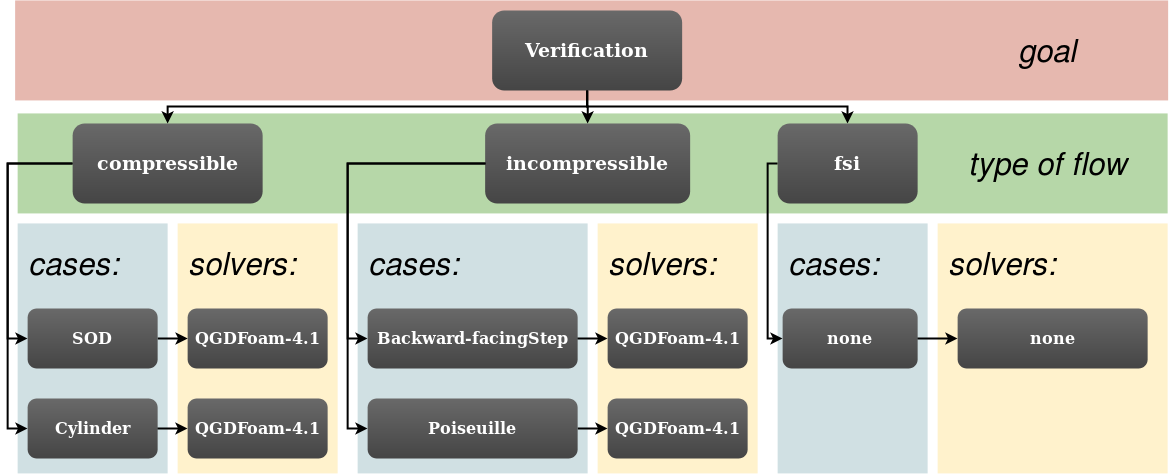 Verification
goal
compressible
incompressible
fsi
type of flow
cases:
solvers:
cases:
solvers:
cases:
solvers:
SOD
QGDFoam-4.1
Backward-facingStep
QGDFoam-4.1
none
none
Cylinder
QGDFoam-4.1
Poiseuille
QGDFoam-4.1